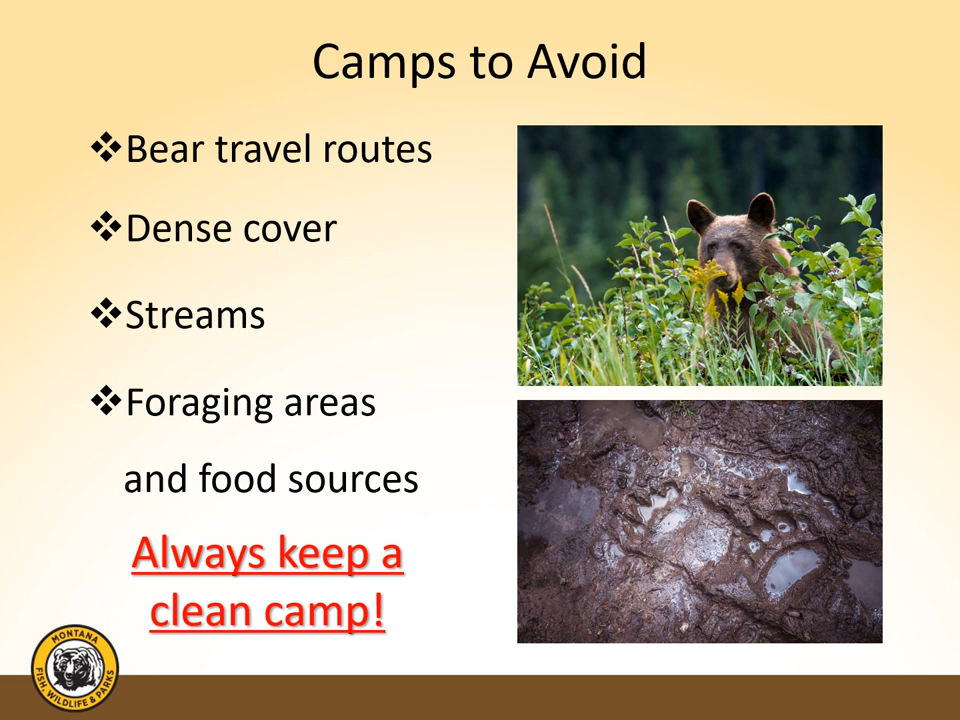 Camps to Avoid
❖Bear travel routes
❖Dense cover
❖Streams
❖Foraging areas
and food sources
Always keep a
clean camp!
MONTANA
FISH, WILDLIFE & PARKS